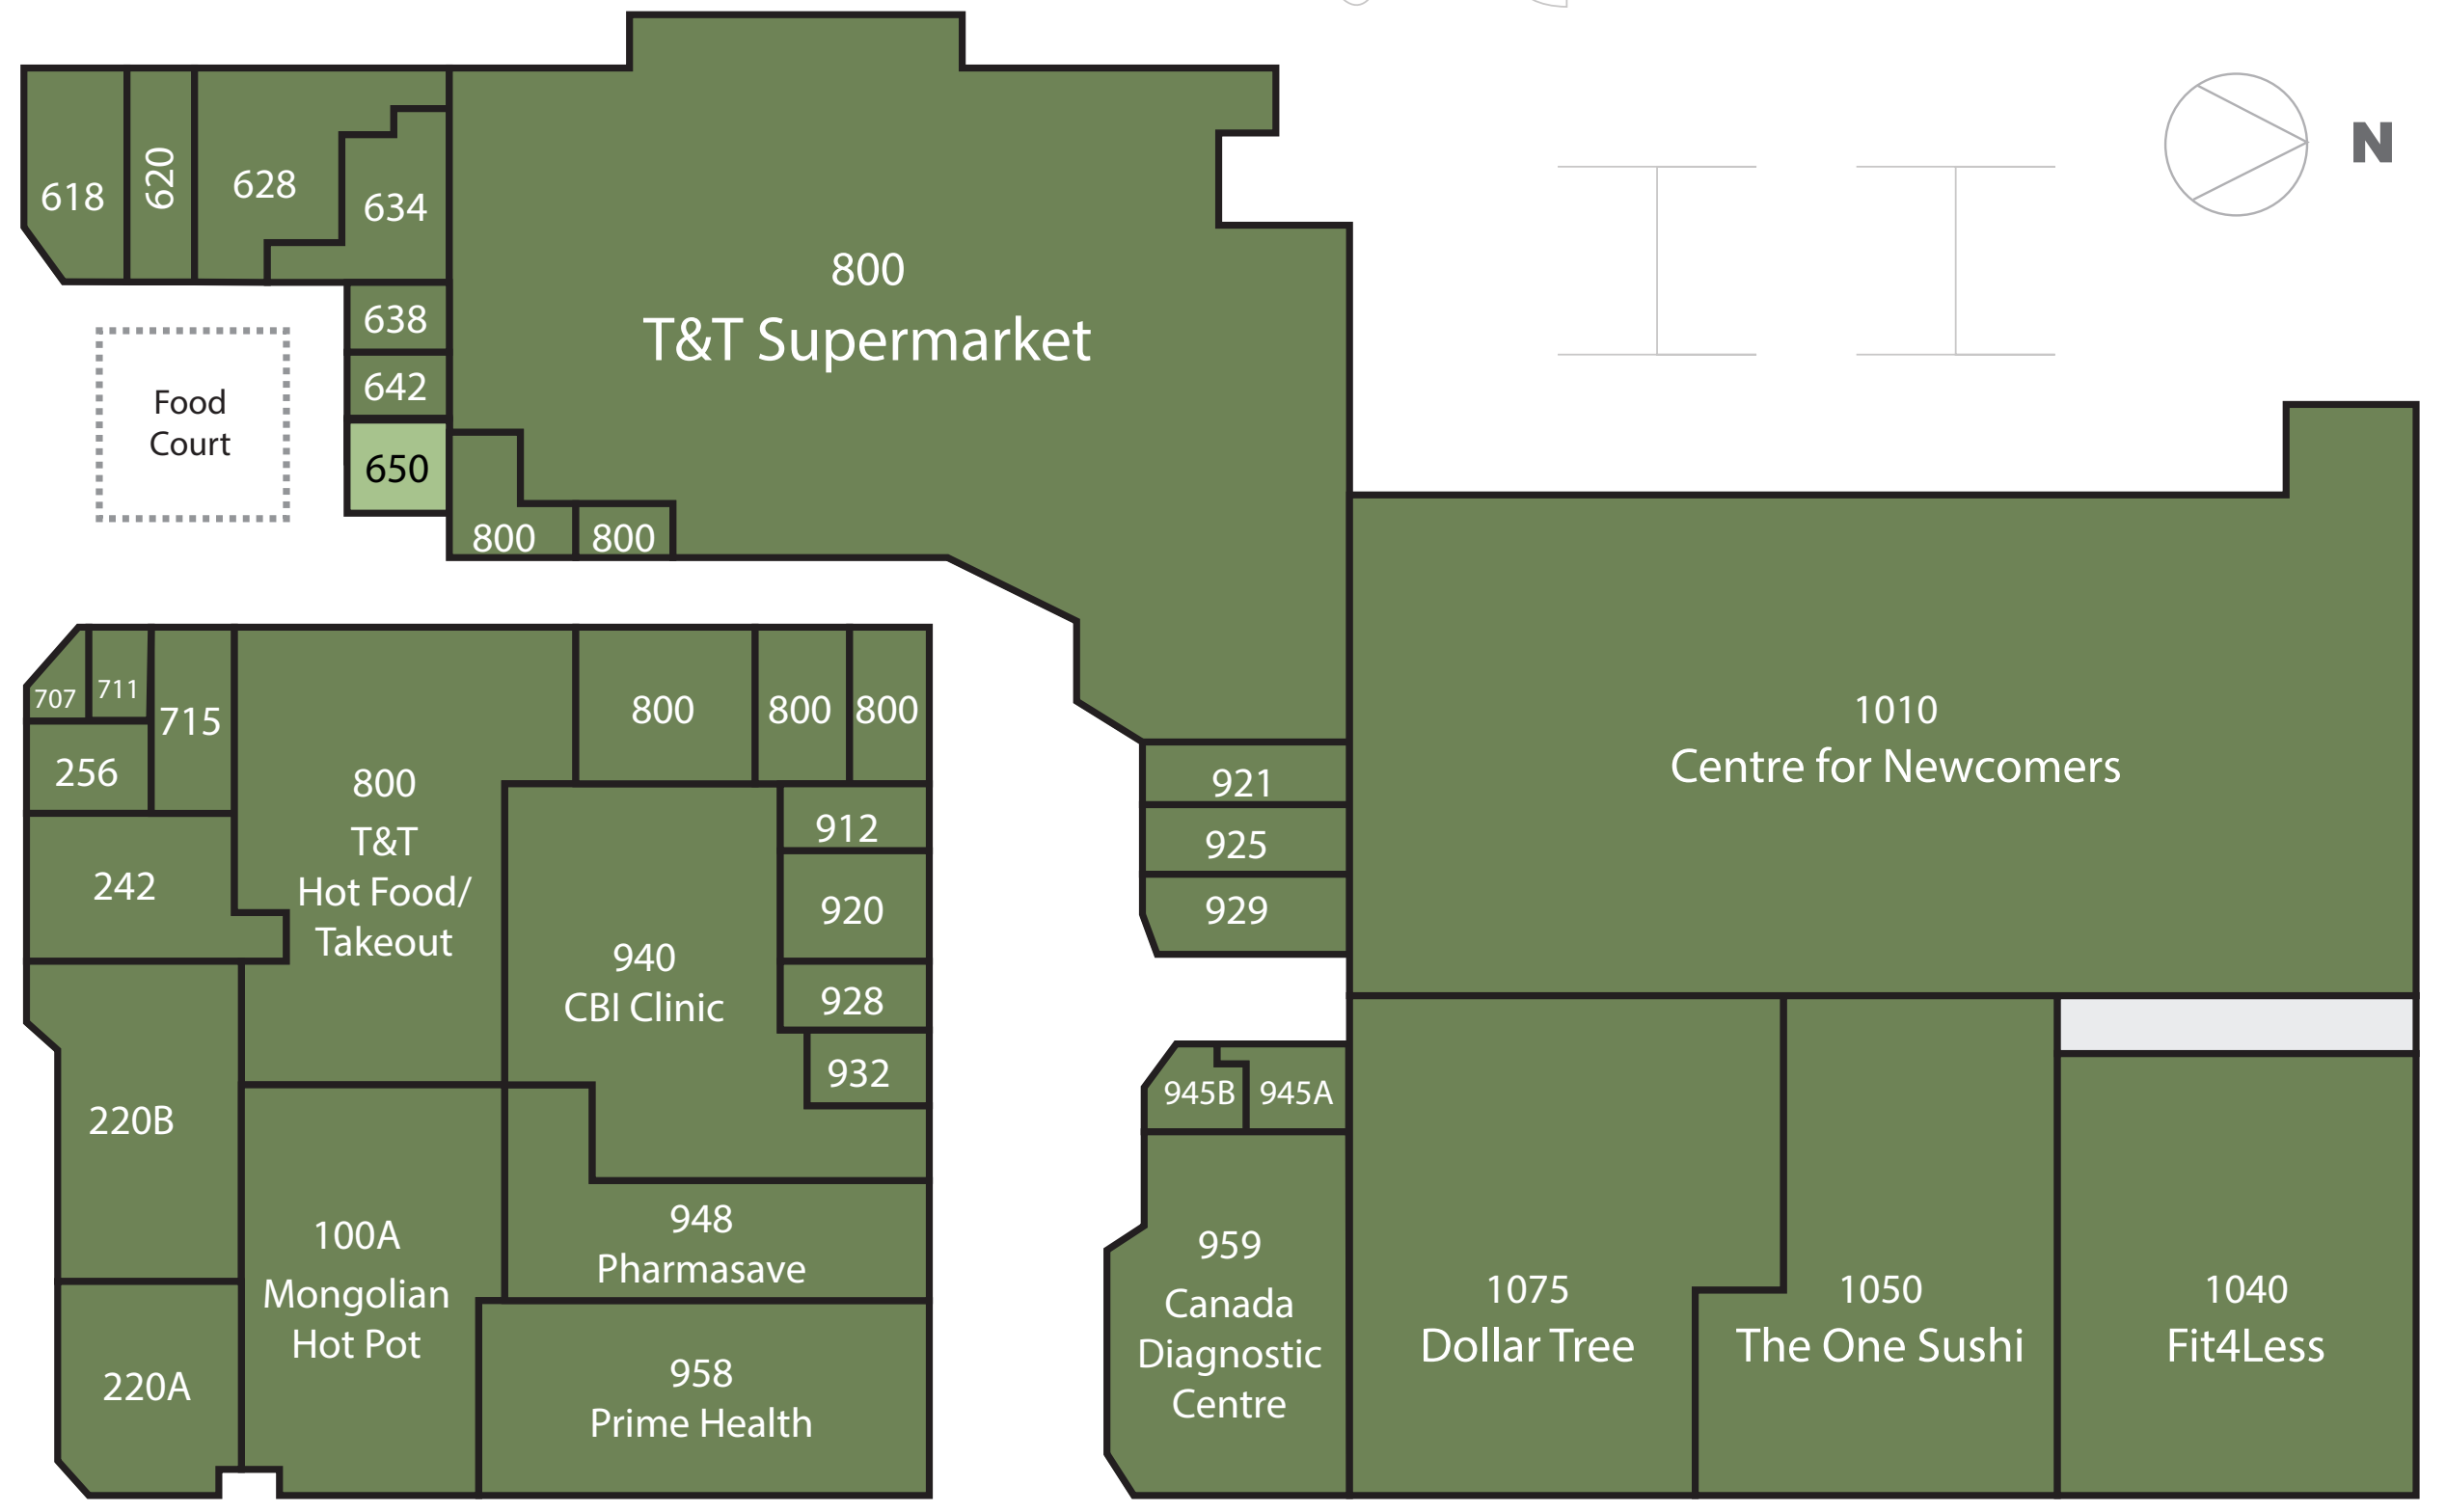 N
618
620
628
634
800
T&T Supermarket
638
642
Food
Court
650
800
800
707
711
715
256
242
800
T&T
Hot Food/
Takeout
800
800
800
912
920
940
CBI Clinic
928
932
921
925
929
1010
Centre for Newcomers
220B
220A
100A
Mongolian
Hot Pot
948
Pharmasave
958
Prime Health
945B
945A
959
Canada
Diagnostic
Centre
1075
Dollar Tree
1050
The One Sushi
1040
Fit4Less